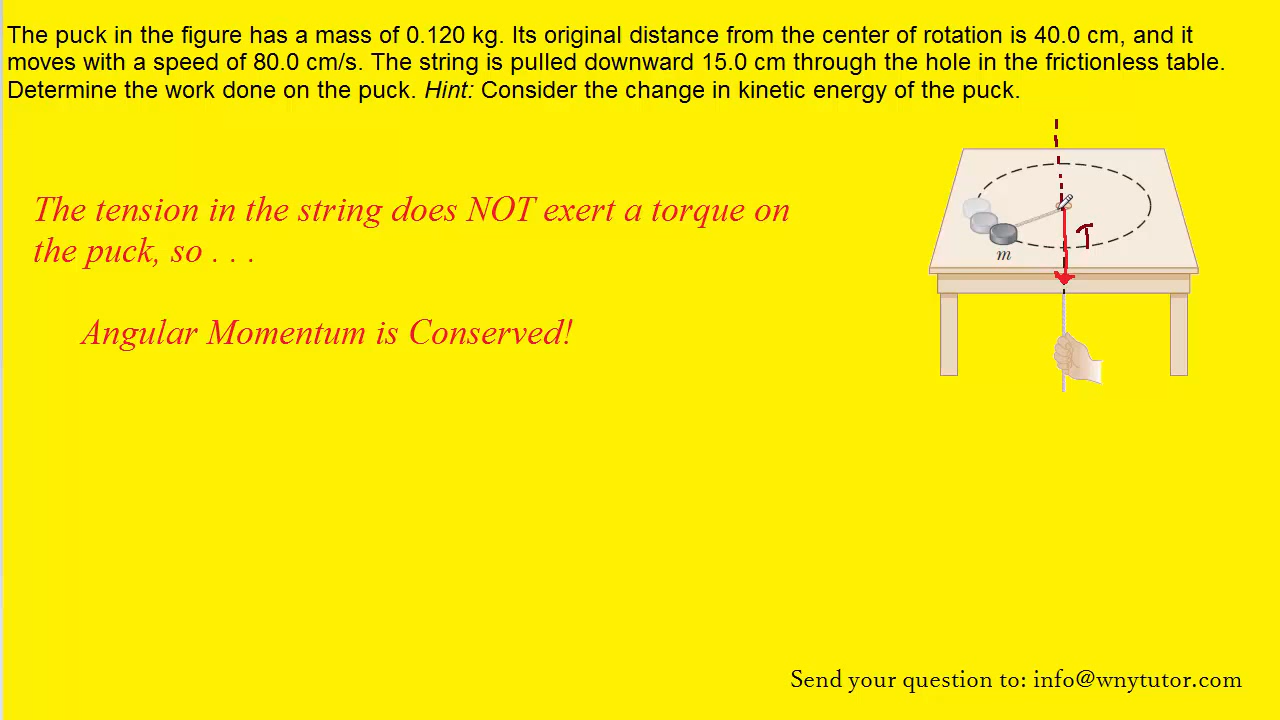 The puck in the figure has a mass of 0.120 kg. Its original distance from the center of rotation is 40.0 cm, and it
moves with a speed of 80.0 cm/s. The string is pulled downward 15.0 cm through the hole in the frictionless table.
Determine the work done on the puck. Hint: Consider the change in kinetic energy of the puck.
The tension in the string does NOT exert a torque on
the puck, so . . .
T
m
Angular Momentum is Conserved!
Send your question to: info@wnytutor.com